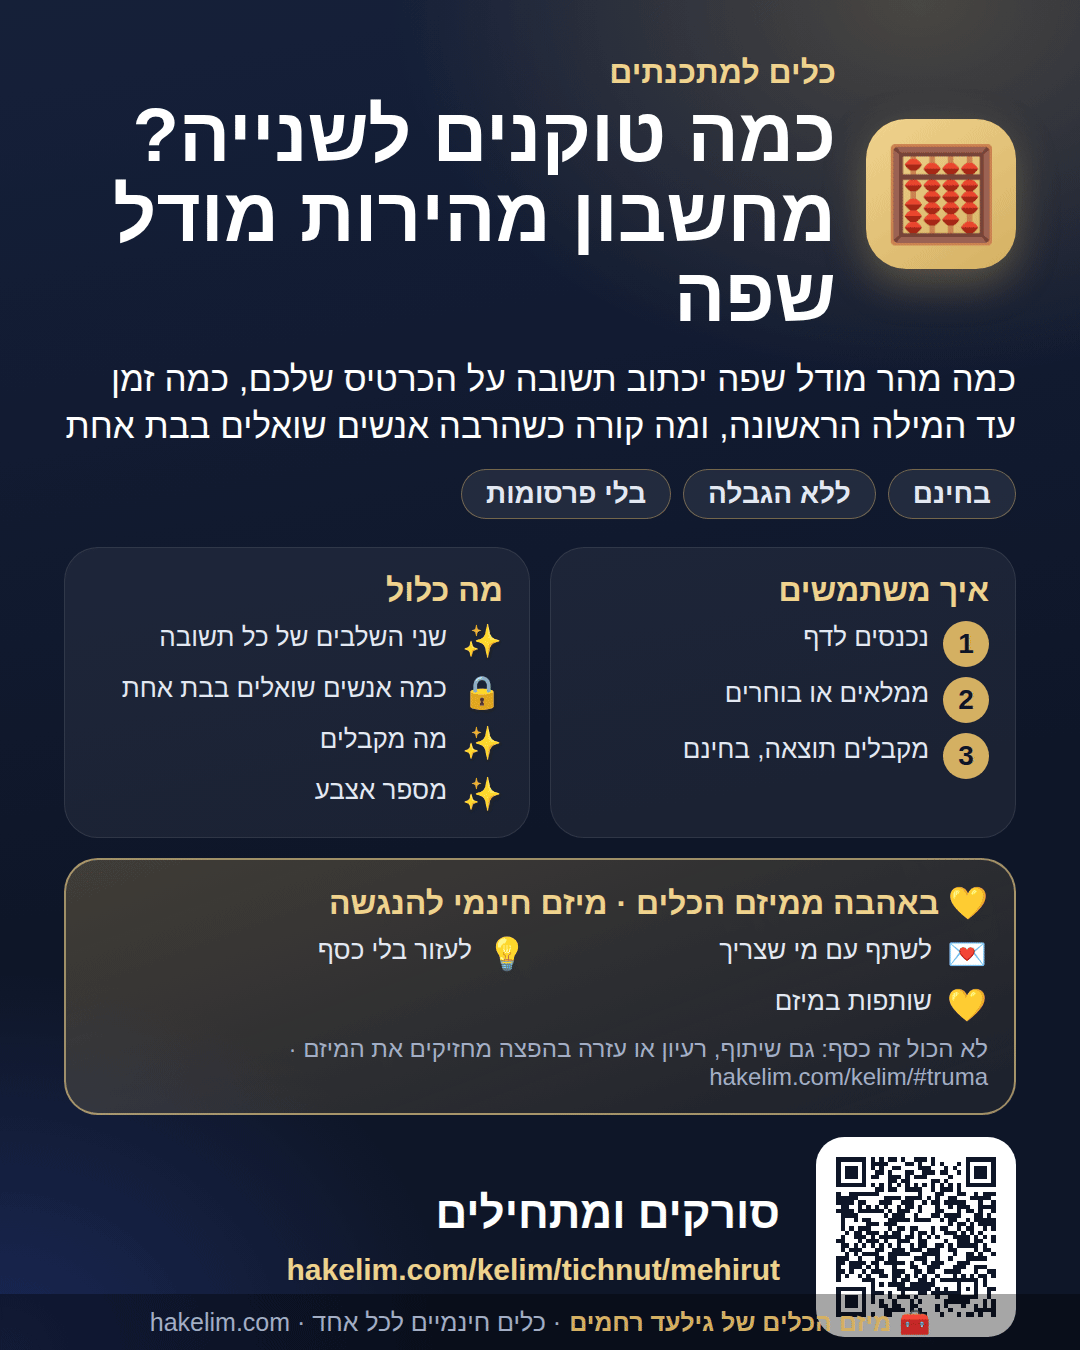 כלים למתכנתים
כמה טוקנים לשנייה?
מחשבון מהירות מודל
שפה
כמה מהר מודל שפה יכתוב תשובה על הכרטיס שלכם, כמה זמן
עד המילה הראשונה, ומה קורה כשהרבה אנשים שואלים בבת אחת
בחינם
ללא הגבלה
בלי פרסומות
איך משתמשים
1 נכנסים לדף
2 ממלאים או בוחרים
3 מקבלים תוצאה, בחינם
מה כלול
✨ שני השלבים של כל תשובה
🔒 כמה אנשים שואלים בבת אחת
✨ מה מקבלים
✨ מספר אצבע
💛 באהבה ממיזם הכלים · מיזם חינמי להנגשה
💌 לשתף עם מי שצריך
💡 לעזור בלי כסף
💛 שותפות במיזם
לא הכול זה כסף: גם שיתוף, רעיון או עזרה בהפצה מחזיקים את המיזם ·
hakelim.com/kelim/#truma
סורקים ומתחילים
hakelim.com/kelim/tichnut/mehirut
🧰 מיזם הכלים של גילעד רחמים · כלים חינמיים לכל אחד · hakelim.com